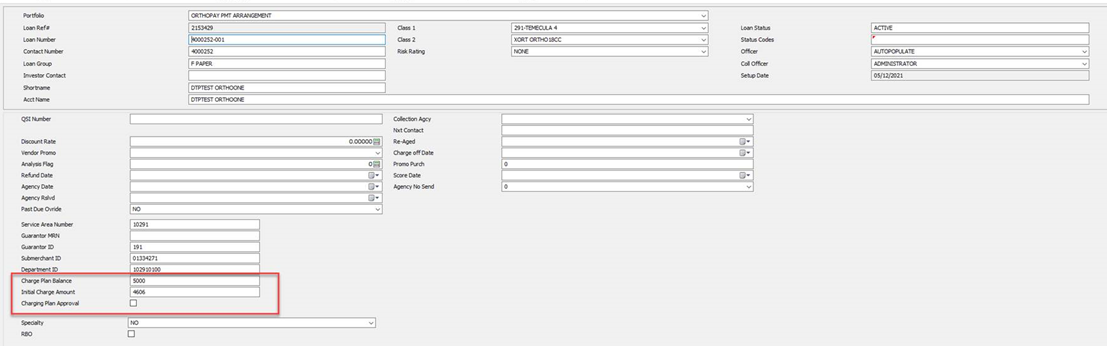 Portfolio ORTHOPAY PMT ARRANGEMENT
Loan Ref# 2153429 Class 1 291-TEMECULA 4 Loan Status ACTIVE
Loan Number 4000252-001 Class 2 XORT ORTHO18CC Status Codes
Contact Number 4000252 Risk Rating NONE Officer AUTOPOPULATE
Loan Group F PAPER Coll Officer ADMINISTRATOR
Investor Contact Setup Date 05/12/2021
Shortname DTPTEST ORTHOONE
Acct Name DTPTEST ORTHOONE
QSI Number Collection Agcy
Nxt Contact
Discount Rate 0.00000 Re-Aged
Vendor Promo Charge off Date
Analysis Flag 0 Promo Purch 0
Refund Date Score Date
Agency Date Agency No Send 0
Agency Rslvd
Past Due Ovride NO
Service Area Number 10291
Guarantor MRN
Guarantor ID 191
Submerchant ID 01334271
Department ID 102910100
Charge Plan Balance 5000
Initial Charge Amount 4606
Charging Plan Approval
Specialty NO
RBO